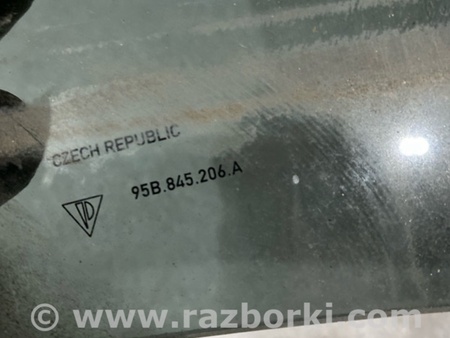 CZECH REPUBLIC
95B.845.206.A
© www.razborki.com